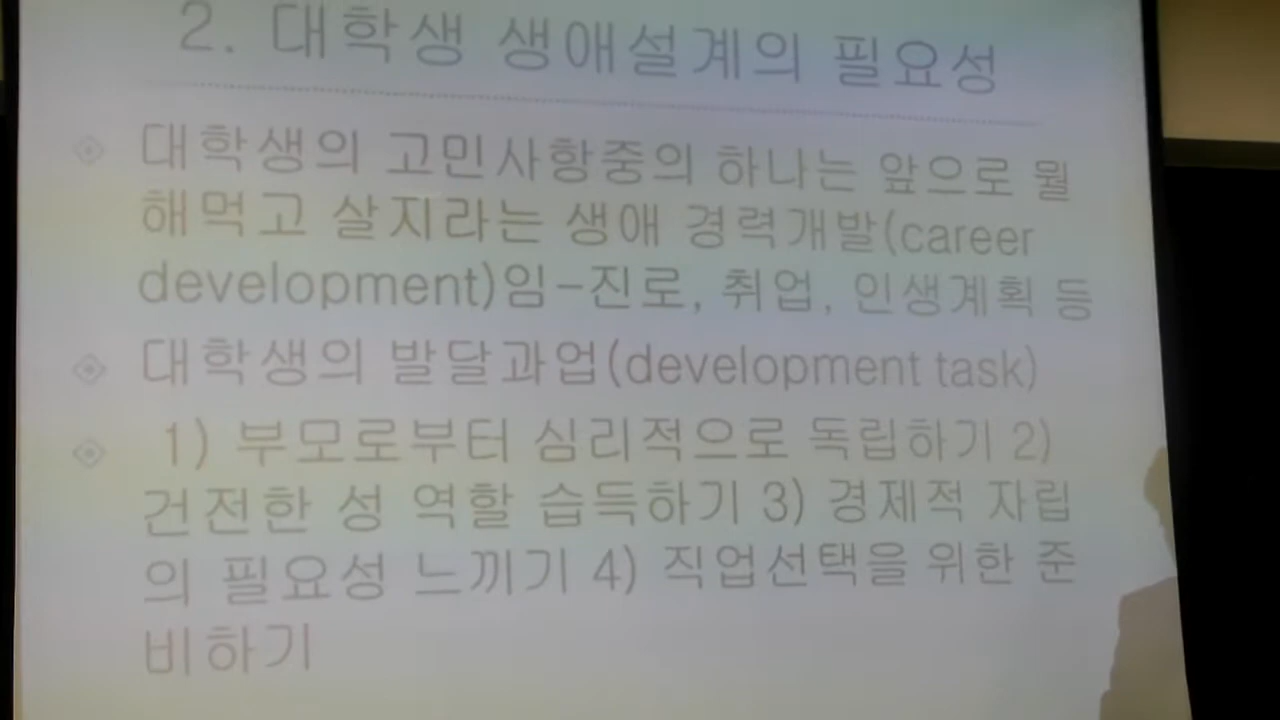 2. 대학생 생애설계의 필요성
대학생의 고민사항중의 하나는 앞으로 뭘
해먹고 살지라는 생애 경력개발(career
development)임-진로, 취업, 인생계획 등
대학생의 발달과업(development task)
1) 부모로부터 심리적으로 독립하기 2)
건전한 성 역할 습득하기 3) 경제적 자립
의 필요성 느끼기 4) 직업선택을 위한 준
비하기